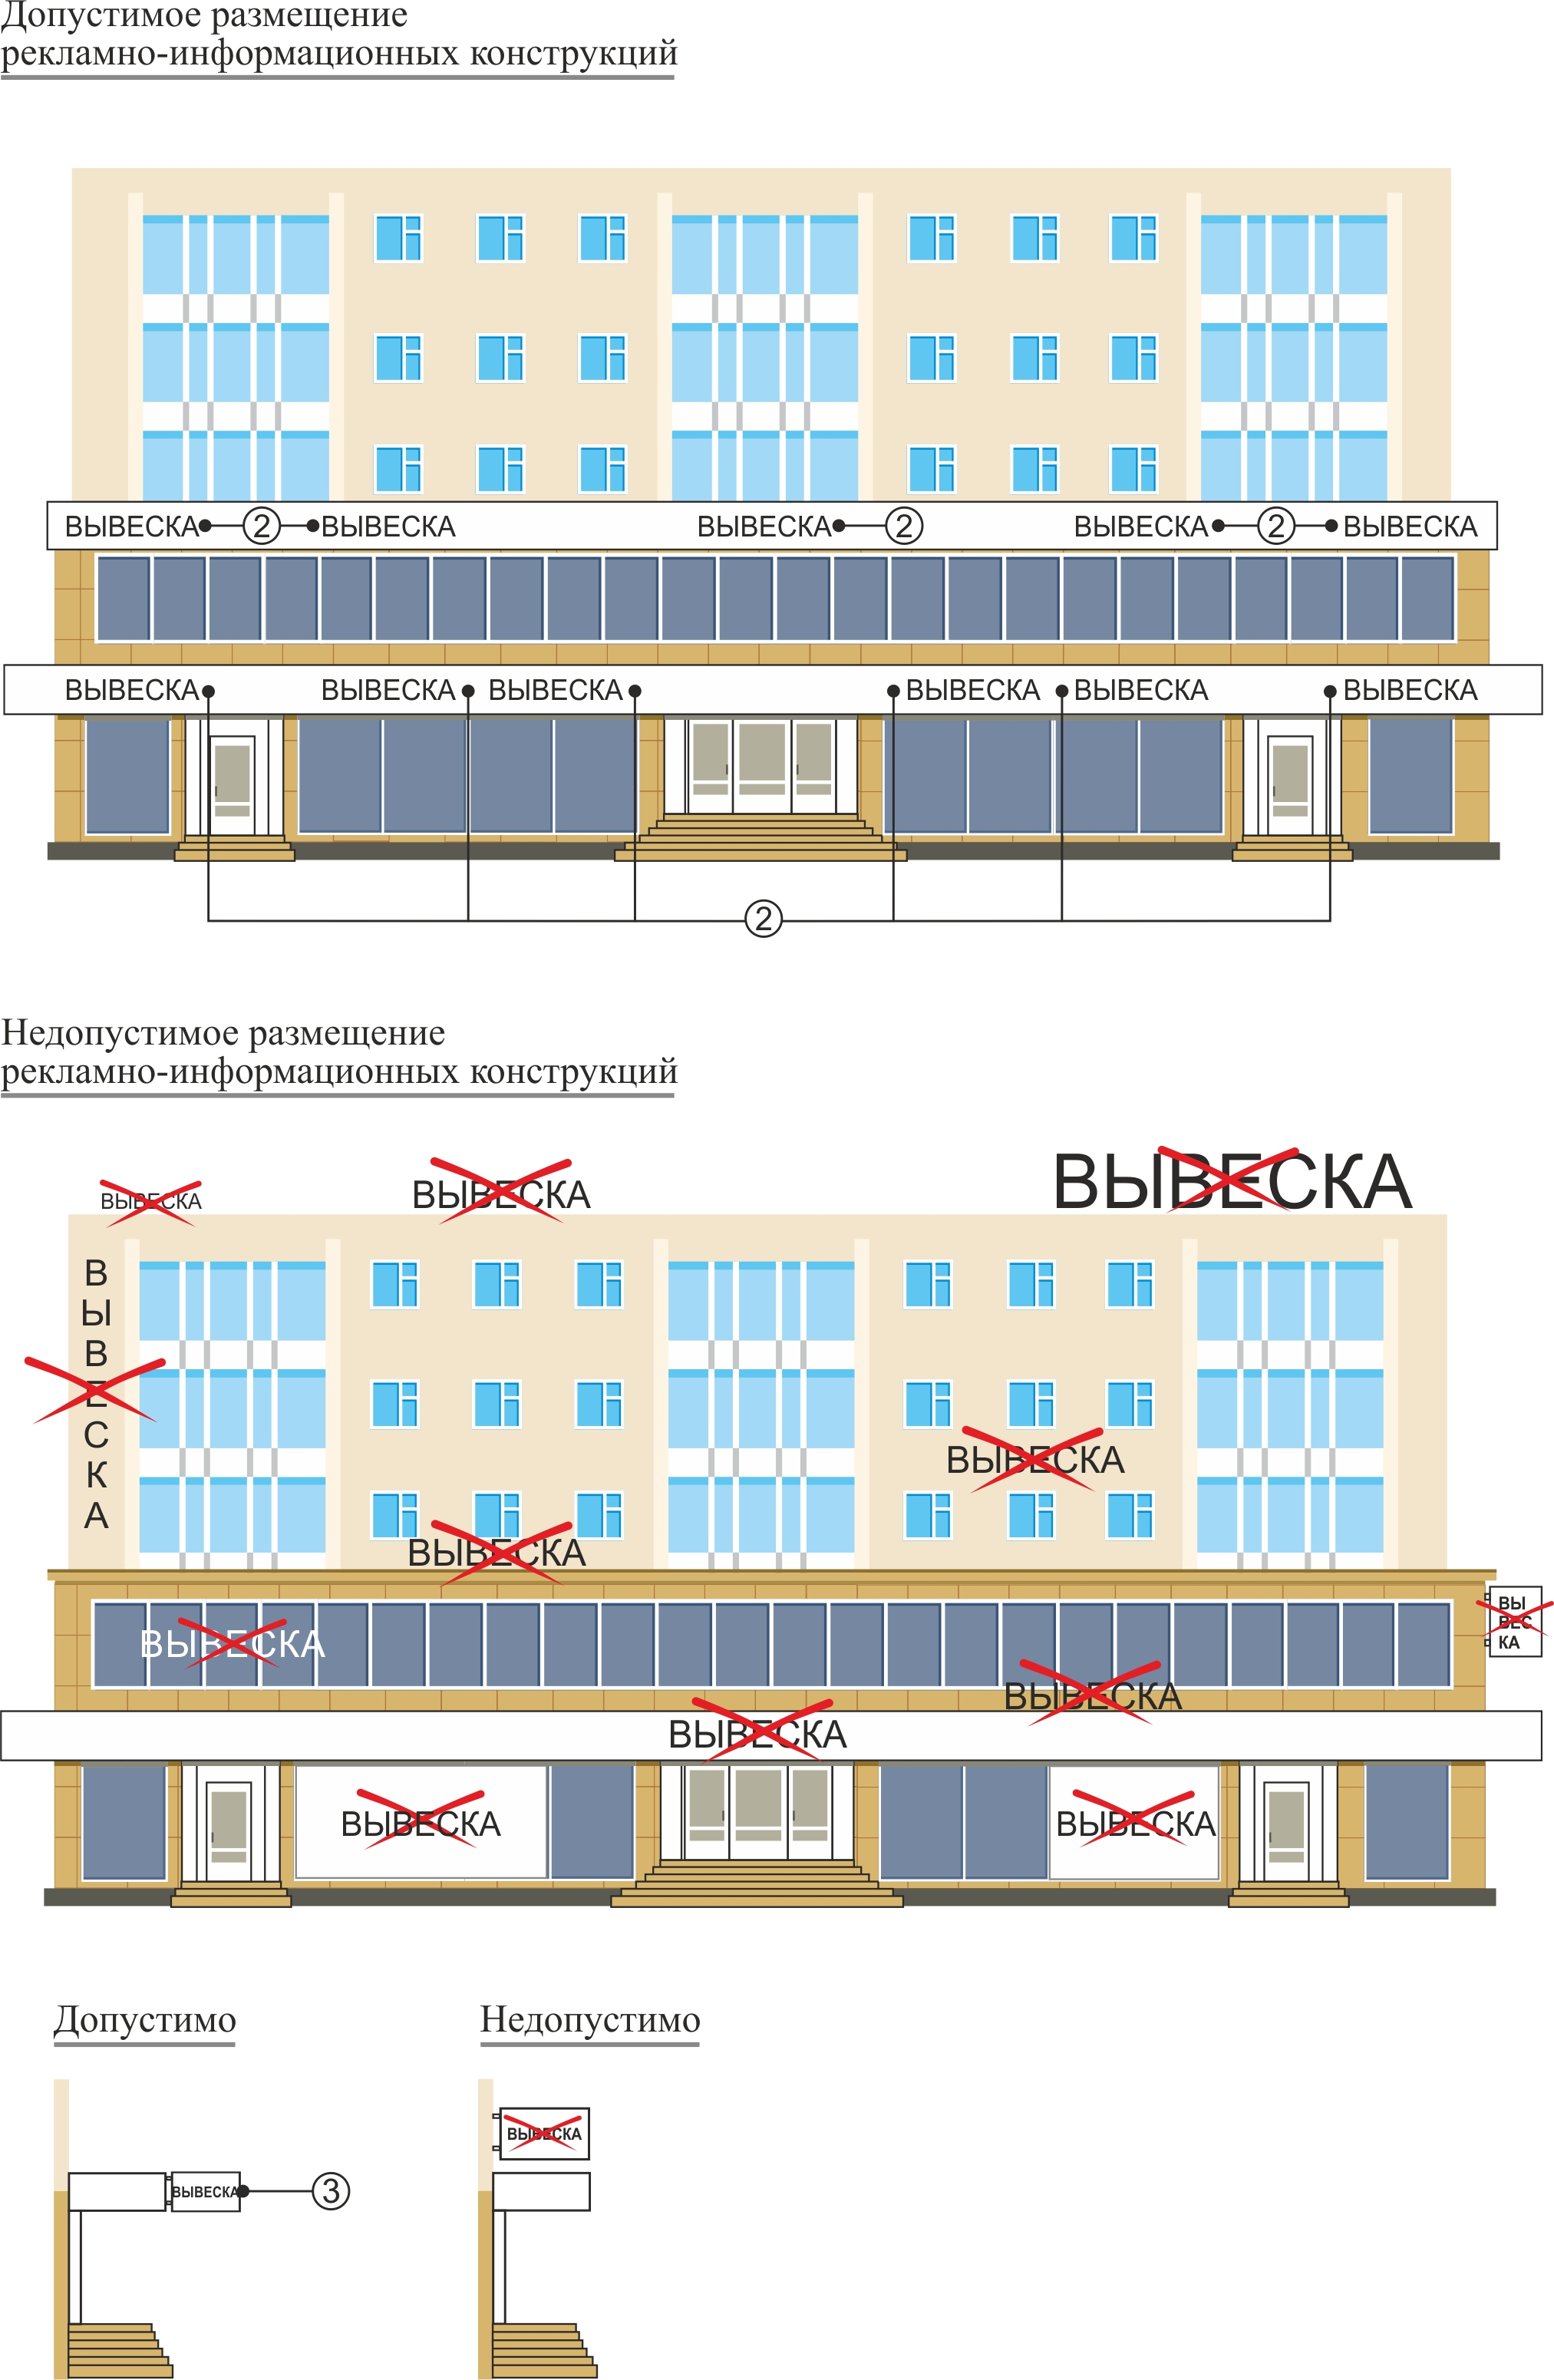 Допустимое размещение
рекламно-информационных конструкций
ВЫВЕСКА 2 ВЫВЕСКА ВЫВЕСКА 2 ВЫВЕСКА 2 ВЫВЕСКА
ВЫВЕСКА ВЫВЕСКА ВЫВЕСКА ВЫВЕСКА ВЫВЕСКА ВЫВЕСКА
2
Недопустимое размещение
рекламно-информационных конструкций
ВЫВЕСКА ВЫВЕСКА ВЫВЕСКА
В
Ы
В
Е
С
К
А
ВЫВЕСКА
ВЫВЕСКА
ВЫ
ВЕС
КА
ВЫВЕСКА
ВЫВЕСКА
ВЫВЕСКА
ВЫВЕСКА ВЫВЕСКА
Допустимо Недопустимо
ВЫВЕСКА
ВЫВЕСКА 3